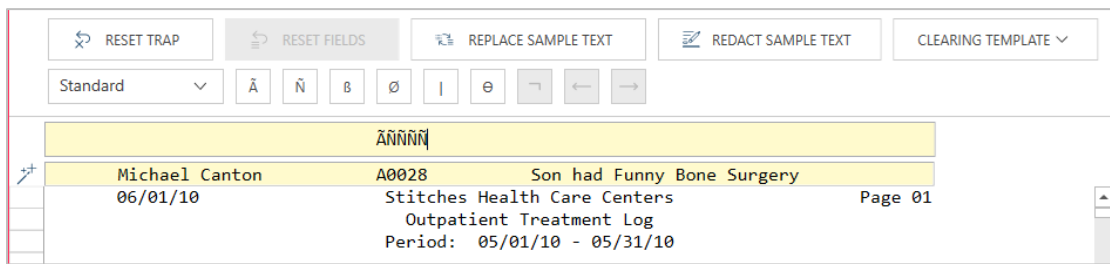 RESET TRAP RESET FIELDS REPLACE SAMPLE TEXT REDACT SAMPLE TEXT CLEARING TEMPLATE
Standard Ã Ñ ß Ø | Ɵ ¬ ← →
ÃÑÑÑÑ
Michael Canton A0028 Son had Funny Bone Surgery
06/01/10 Stitches Health Care Centers Page 01
Outpatient Treatment Log
Period: 05/01/10 - 05/31/10